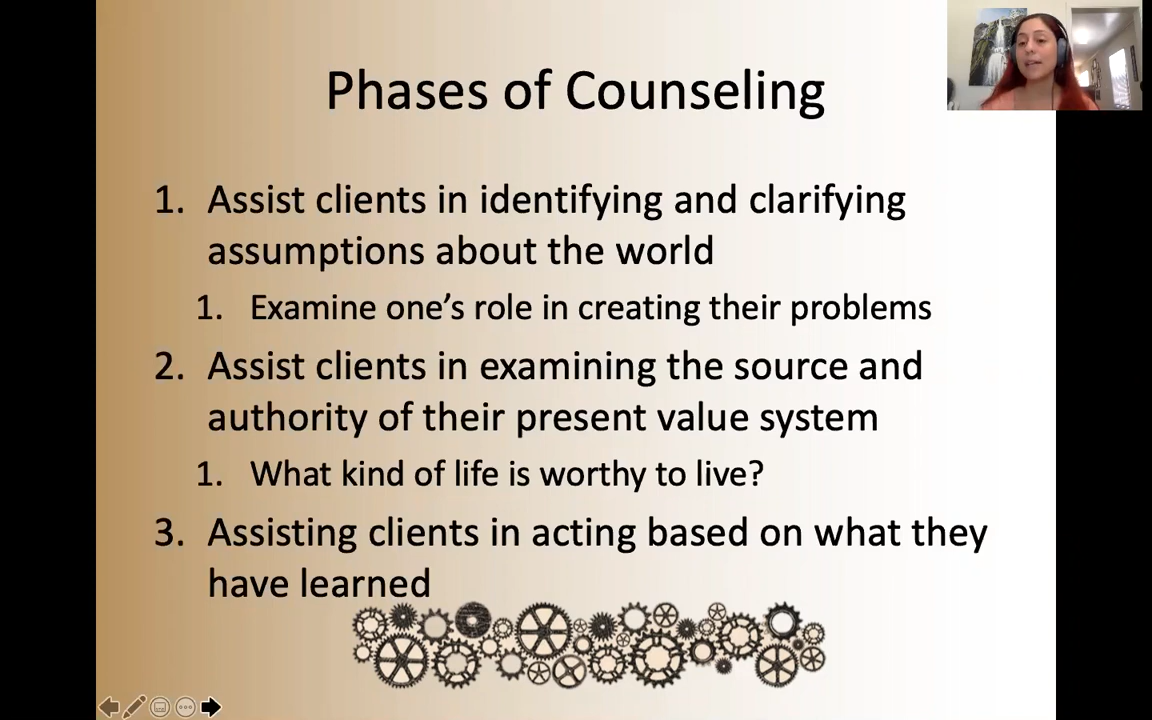 Phases of Counseling
1. Assist clients in identifying and clarifying
assumptions about the world
1. Examine one’s role in creating their problems
2. Assist clients in examining the source and
authority of their present value system
1. What kind of life is worthy to live?
3. Assisting clients in acting based on what they
have learned